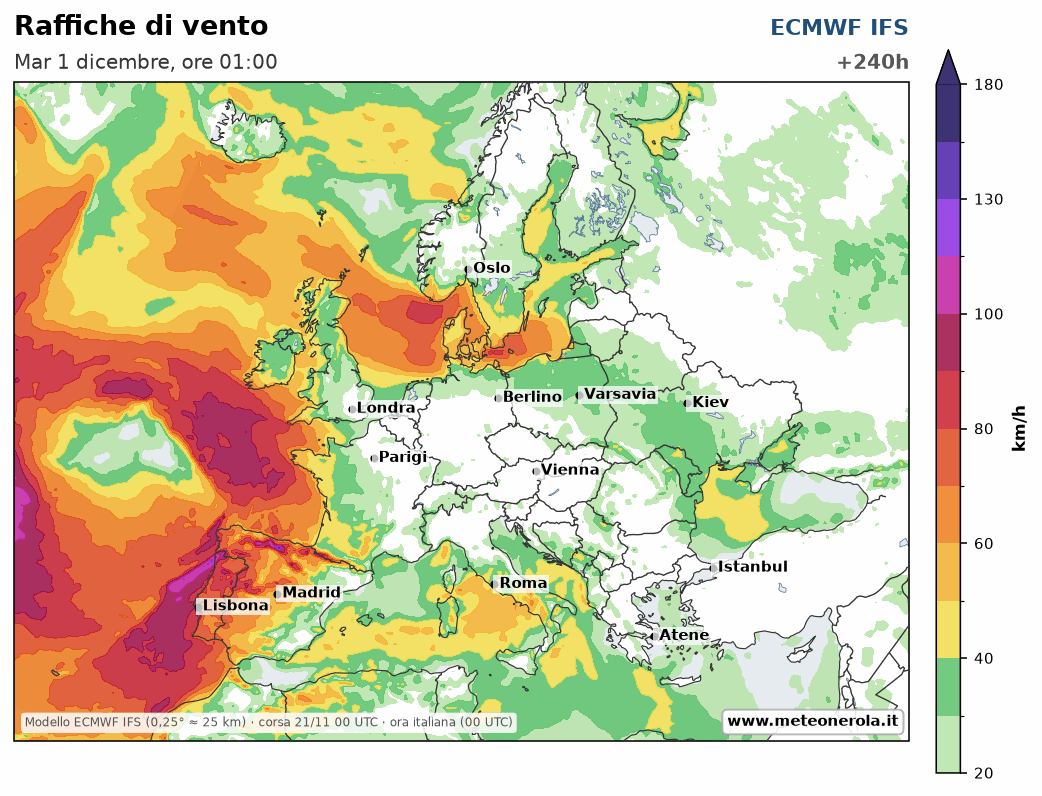 Raffiche di vento
ECMWF IFS
Mar 1 dicembre, ore 01:00
+240h
180
130
100
80
60
40
20
km/h
Oslo
Londra
Berlino
Varsavia
Kiev
Parigi
Vienna
Istanbul
Roma
Madrid
Lisbona
Atene
Modello ECMWF IFS (0,25° ≈ 25 km) · corsa 21/11 00 UTC · ora italiana (00 UTC)
www.meteonerola.it